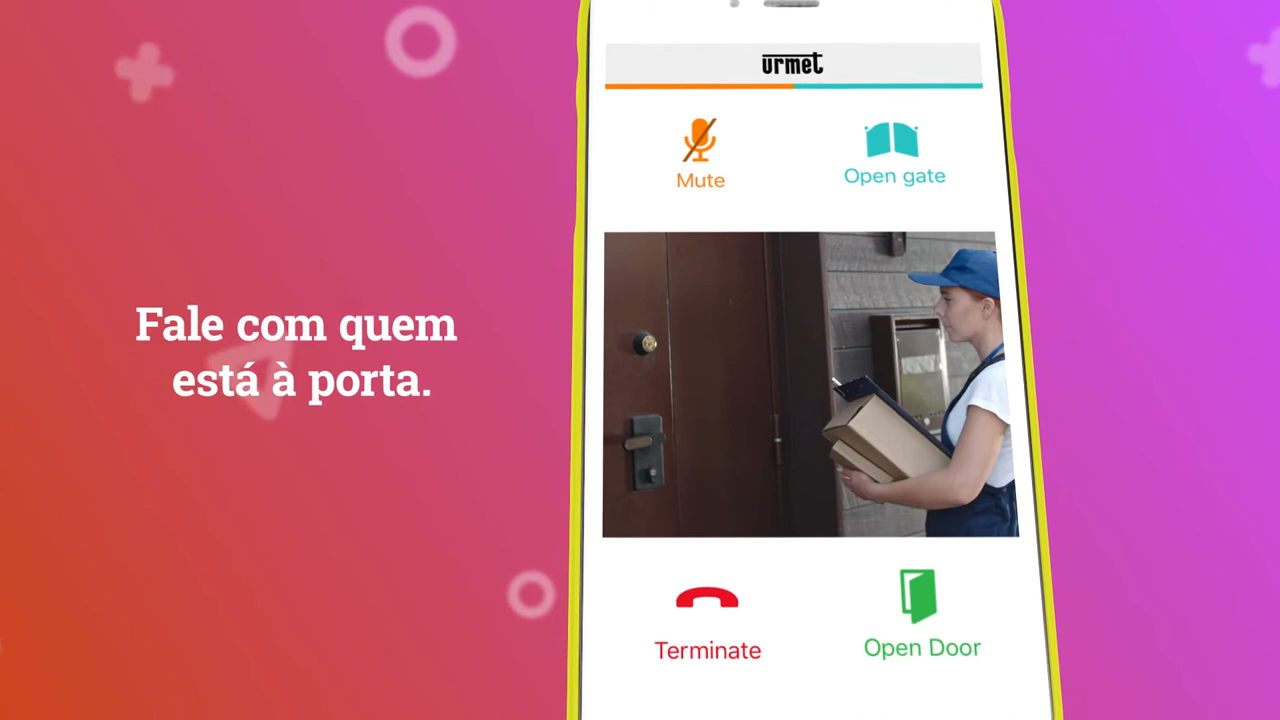 Fale com quem
está à porta.
urmet
Mute
Open gate
Terminate
Open Door